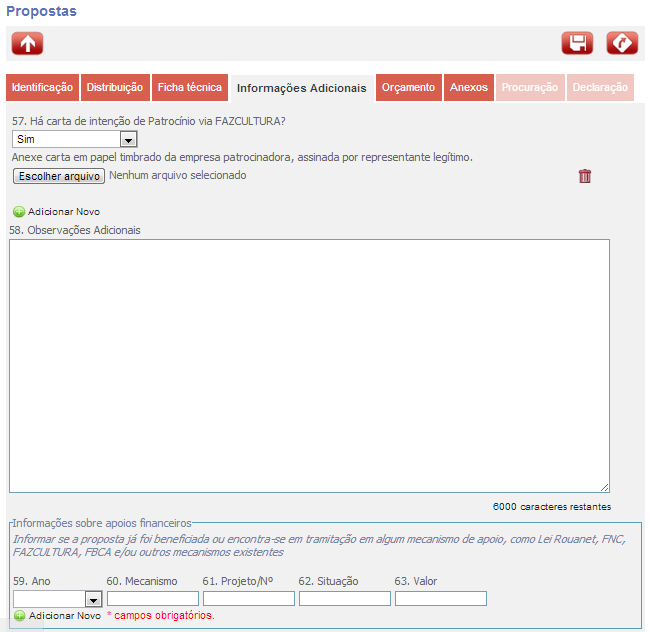 Propostas
Identificação Distribuição Ficha técnica Informações Adicionais Orçamento Anexos Procuração Declaração
57. Há carta de intenção de Patrocínio via FAZCULTURA?
Sim
Anexe carta em papel timbrado da empresa patrocinadora, assinada por representante legítimo.
Escolher arquivo Nenhum arquivo selecionado
Adicionar Novo
58. Observações Adicionais
6000 caracteres restantes
Informações sobre apoios financeiros
Informar se a proposta já foi beneficiada ou encontra-se em tramitação em algum mecanismo de apoio, como Lei Rouanet, FNC,
FAZCULTURA, FBCA e/ou outros mecanismos existentes
59. Ano 60. Mecanismo 61. Projeto/Nº 62. Situação 63. Valor
Adicionar Novo * campos obrigatórios.